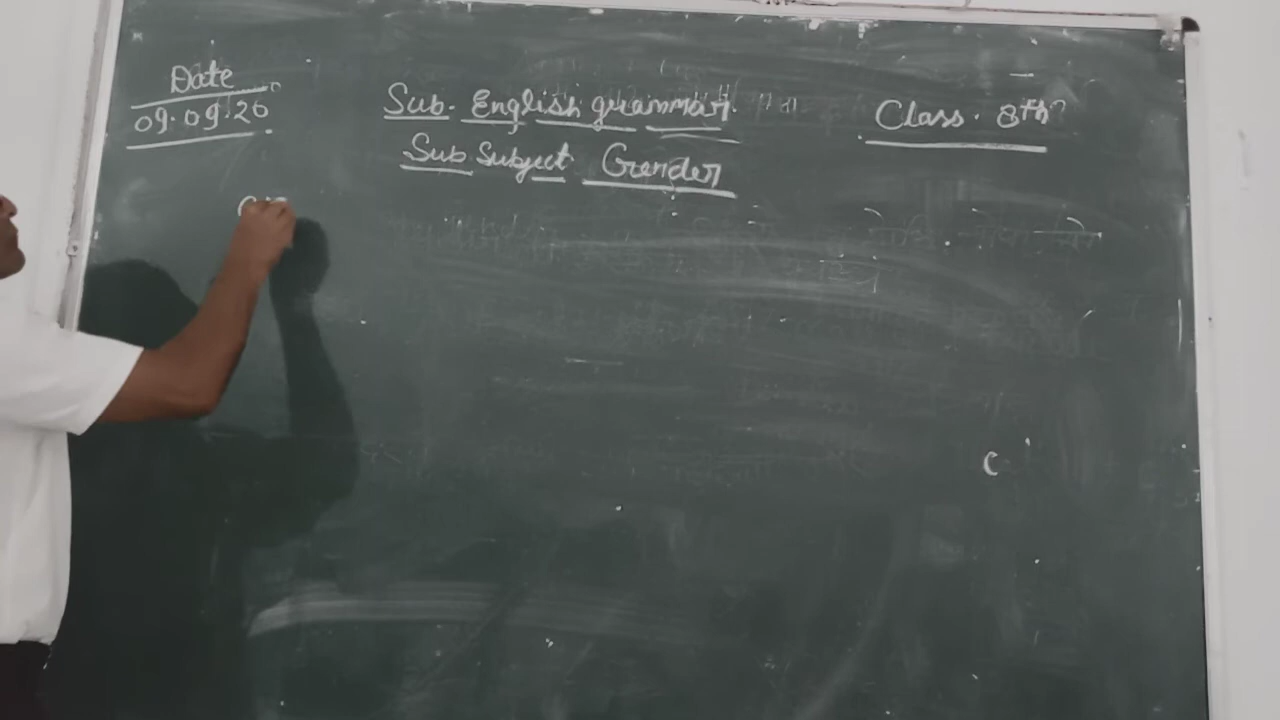 Date
09.09.20
Sub. English grammar.
Sub Subject Gender
Class. 8th